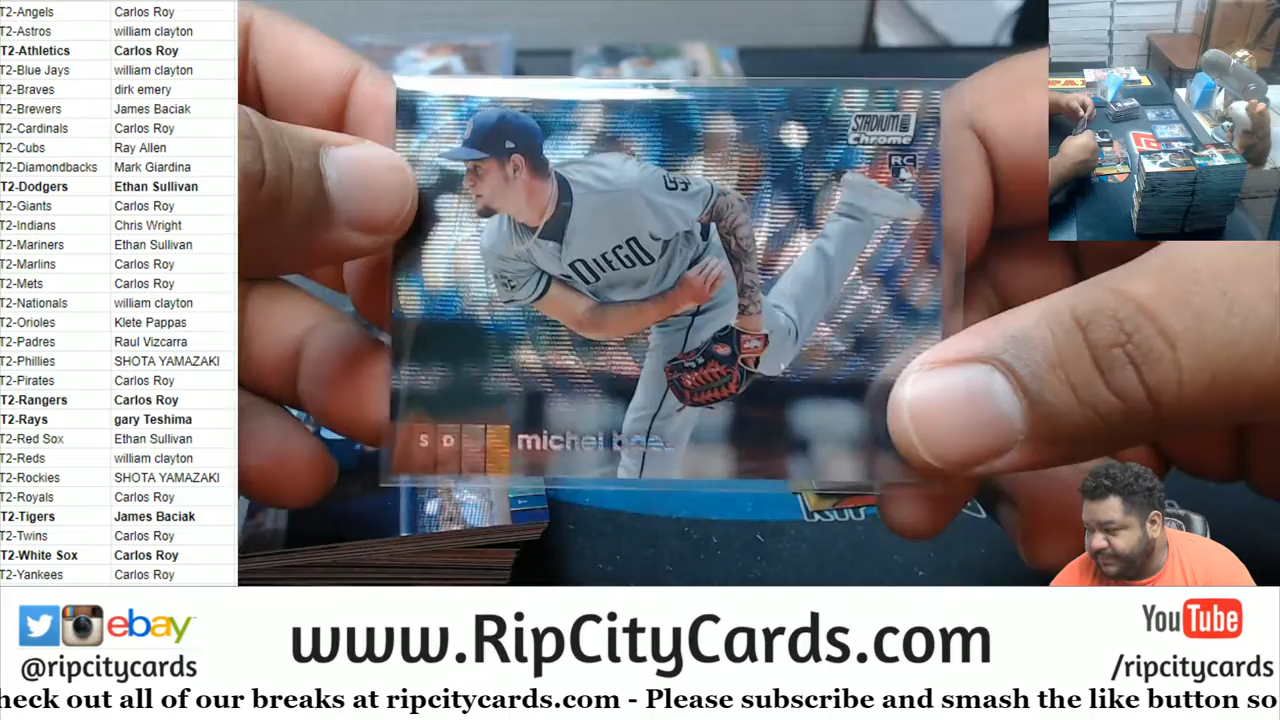 T2-Angels Carlos Roy
T2-Astros william clayton
T2-Athletics Carlos Roy
T2-Blue Jays william clayton
T2-Braves dirk emery
T2-Brewers James Baciak
T2-Cardinals Carlos Roy
T2-Cubs Ray Allen
T2-Diamondbacks Mark Giardina
T2-Dodgers Ethan Sullivan
T2-Giants Carlos Roy
T2-Indians Chris Wright
T2-Mariners Ethan Sullivan
T2-Marlins Carlos Roy
T2-Mets Carlos Roy
T2-Nationals william clayton
T2-Orioles Klete Pappas
T2-Padres Raul Vizcarra
T2-Phillies SHOTA YAMAZAKI
T2-Pirates Carlos Roy
T2-Rangers Carlos Roy
T2-Rays gary Teshima
T2-Red Sox Ethan Sullivan
T2-Reds william clayton
T2-Rockies SHOTA YAMAZAKI
T2-Royals Carlos Roy
T2-Tigers James Baciak
T2-Twins Carlos Roy
T2-White Sox Carlos Roy
T2-Yankees Carlos Roy
STADIUM
Chrome
RC
DIEGO
S D
michel
ebay
@ripcitycards
www.RipCityCards.com
YouTube
/ripcitycards
heck out all of our breaks at ripcitycards.com - Please subscribe and smash the like button so